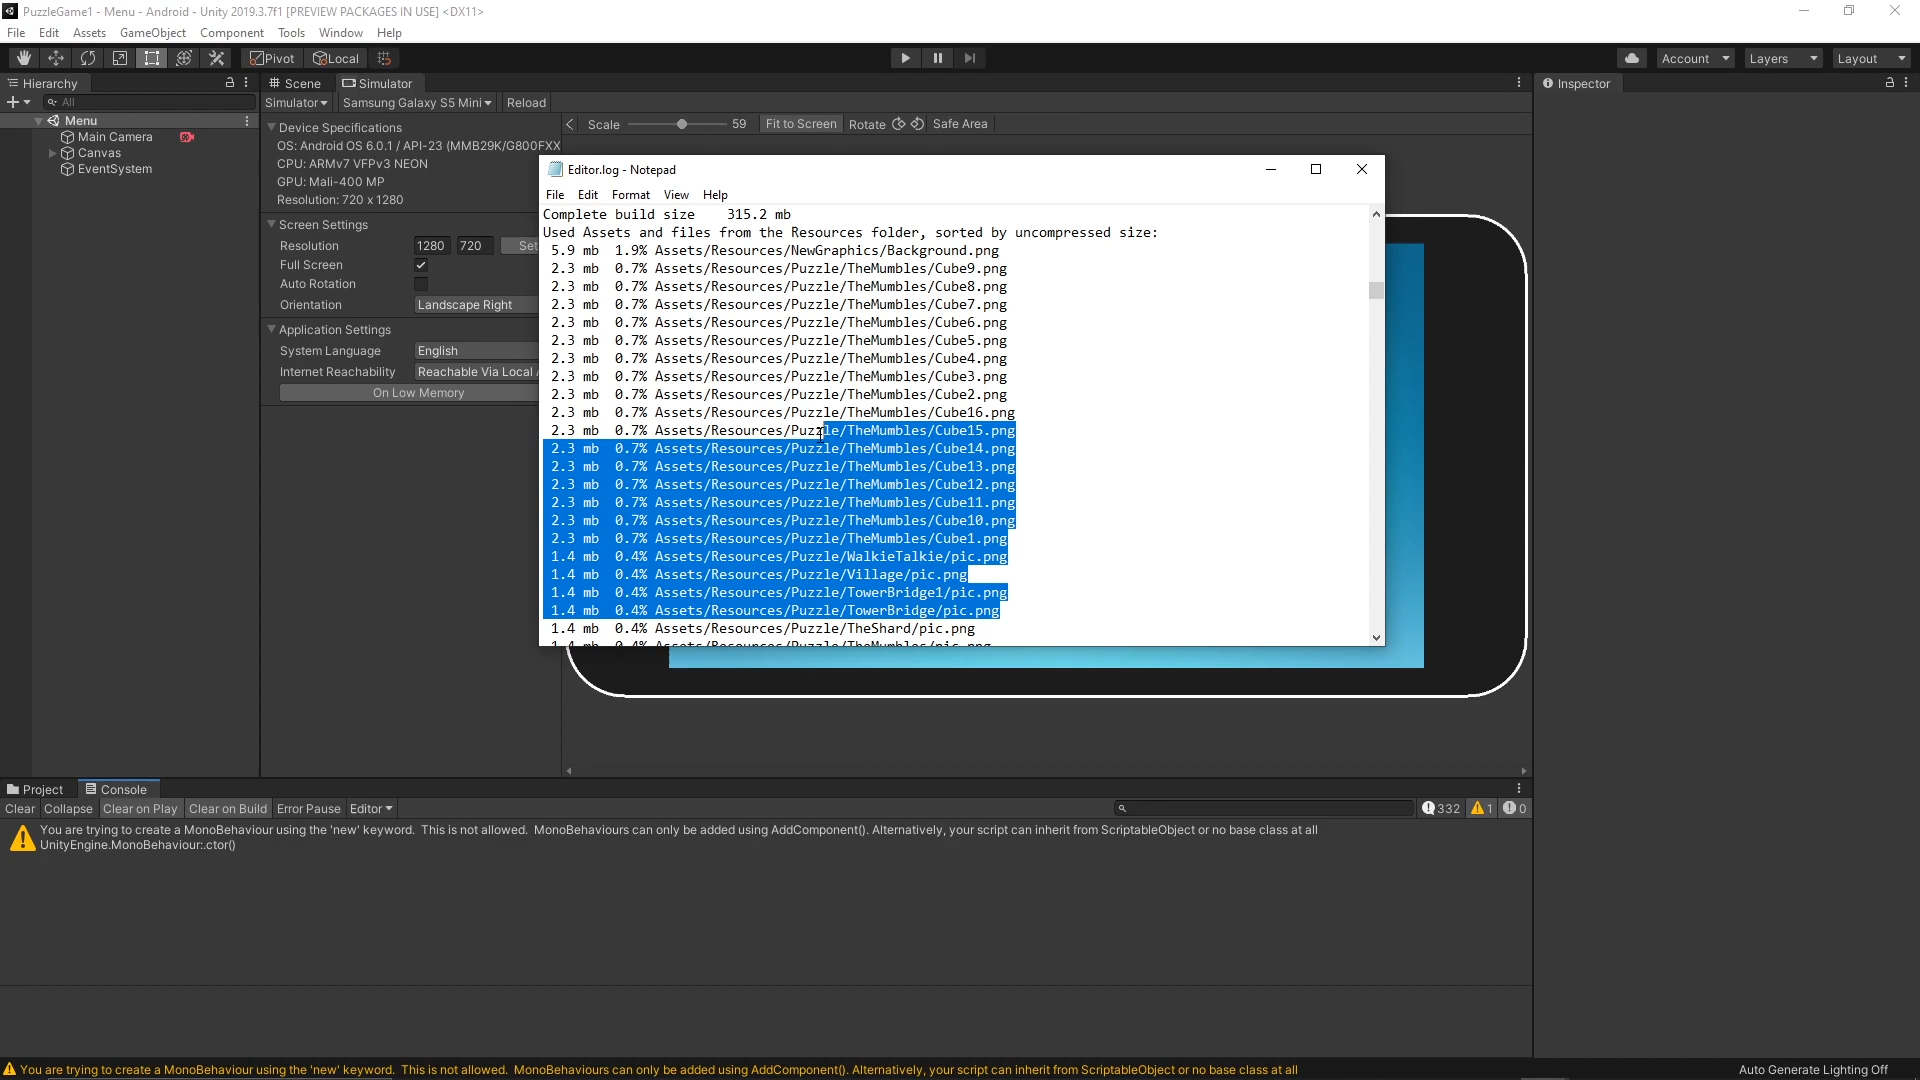 PuzzleGame1 - Menu - Android - Unity 2019.3.7f1 [PREVIEW PACKAGES IN USE] <DX11>
File Edit Assets GameObject Component Tools Window Help
Pivot Local Account Layers Layout
Hierarchy
All
Menu
Main Camera
Canvas
EventSystem
Scene Simulator
Simulator Samsung Galaxy S5 Mini Reload
Device Specifications
OS: Android OS 6.0.1 / API-23 (MMB29K/G800FXX
CPU: ARMv7 VFPv3 NEON
GPU: Mali-400 MP
Resolution: 720 x 1280
Screen Settings
Resolution 1280 720 Set
Full Screen
Auto Rotation
Orientation Landscape Right
Application Settings
System Language English
Internet Reachability Reachable Via Local
On Low Memory
Scale 59 Fit to Screen Rotate Safe Area
Inspector
Editor.log - Notepad
File Edit Format View Help
Complete build size 315.2 mb
Used Assets and files from the Resources folder, sorted by uncompressed size:
5.9 mb 1.9% Assets/Resources/NewGraphics/Background.png
2.3 mb 0.7% Assets/Resources/Puzzle/TheMumbles/Cube9.png
2.3 mb 0.7% Assets/Resources/Puzzle/TheMumbles/Cube8.png
2.3 mb 0.7% Assets/Resources/Puzzle/TheMumbles/Cube7.png
2.3 mb 0.7% Assets/Resources/Puzzle/TheMumbles/Cube6.png
2.3 mb 0.7% Assets/Resources/Puzzle/TheMumbles/Cube5.png
2.3 mb 0.7% Assets/Resources/Puzzle/TheMumbles/Cube4.png
2.3 mb 0.7% Assets/Resources/Puzzle/TheMumbles/Cube3.png
2.3 mb 0.7% Assets/Resources/Puzzle/TheMumbles/Cube2.png
2.3 mb 0.7% Assets/Resources/Puzzle/TheMumbles/Cube16.png
2.3 mb 0.7% Assets/Resources/Puzzle/TheMumbles/Cube15.png
2.3 mb 0.7% Assets/Resources/Puzzle/TheMumbles/Cube14.png
2.3 mb 0.7% Assets/Resources/Puzzle/TheMumbles/Cube13.png
2.3 mb 0.7% Assets/Resources/Puzzle/TheMumbles/Cube12.png
2.3 mb 0.7% Assets/Resources/Puzzle/TheMumbles/Cube11.png
2.3 mb 0.7% Assets/Resources/Puzzle/TheMumbles/Cube10.png
2.3 mb 0.7% Assets/Resources/Puzzle/TheMumbles/Cube1.png
1.4 mb 0.4% Assets/Resources/Puzzle/WalkieTalkie/pic.png
1.4 mb 0.4% Assets/Resources/Puzzle/Village/pic.png
1.4 mb 0.4% Assets/Resources/Puzzle/TowerBridge1/pic.png
1.4 mb 0.4% Assets/Resources/Puzzle/TowerBridge/pic.png
1.4 mb 0.4% Assets/Resources/Puzzle/TheShard/pic.png
1.4 mb 0.4% Assets/Resources/Puzzle/TheMumbles/pic.png
Project Console
Clear Collapse Clear on Play Clear on Build Error Pause Editor 332 1 0
You are trying to create a MonoBehaviour using the 'new' keyword. This is not allowed. MonoBehaviours can only be added using AddComponent(). Alternatively, your script can inherit from ScriptableObject or no base class at all
UnityEngine.MonoBehaviour:.ctor()
You are trying to create a MonoBehaviour using the 'new' keyword. This is not allowed. MonoBehaviours can only be added using AddComponent(). Alternatively, your script can inherit from ScriptableObject or no base class at all
Auto Generate Lighting Off